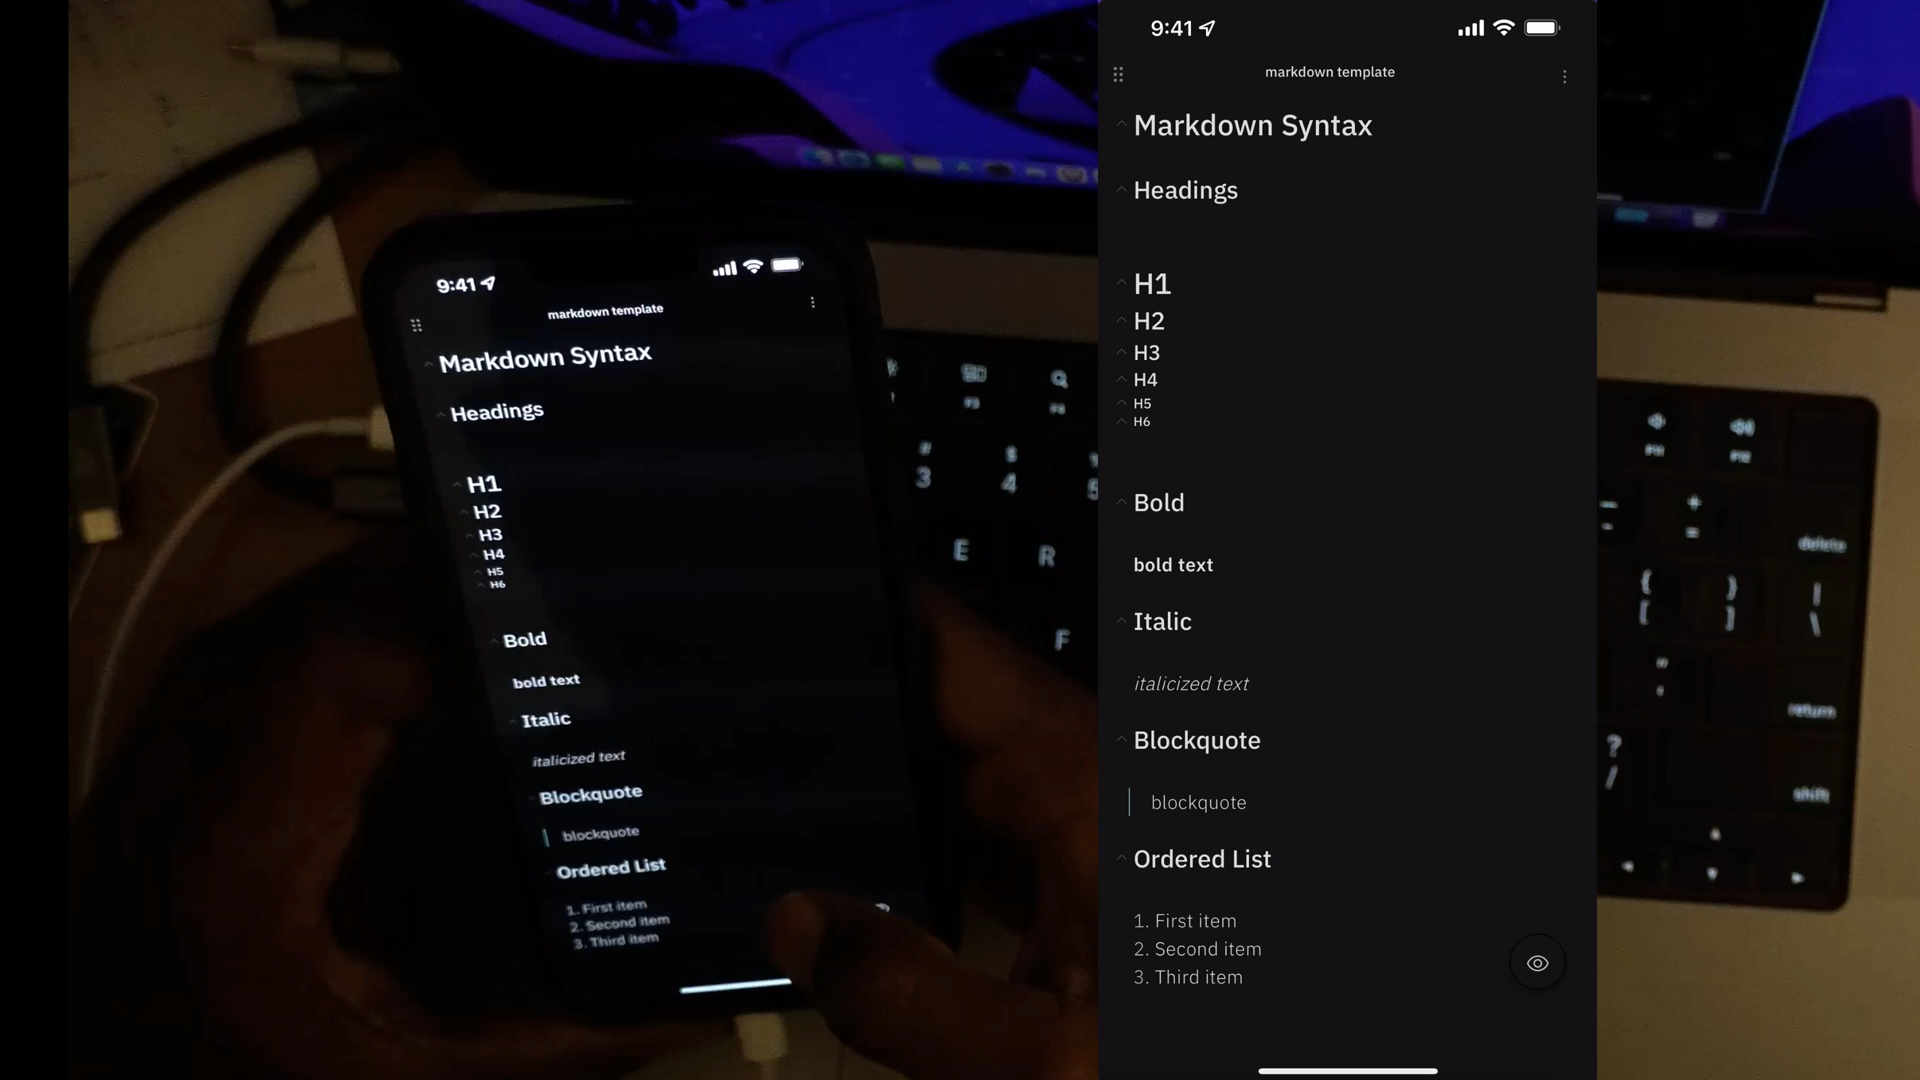 9:41
markdown template
Markdown Syntax
Headings
H1
H2
H3
H4
H5
H6
Bold
bold text
Italic
italicized text
Blockquote
blockquote
Ordered List
1. First item
2. Second item
3. Third item
9:41
markdown template
Markdown Syntax
Headings
H1
H2
H3
H4
H5
H6
Bold
bold text
Italic
italicized text
Blockquote
blockquote
Ordered List
1. First item
2. Second item
3. Third item
# $
3 4
E R
F
- +
=
delete
{ } |
[ ] \
"
'
return
?
/
shift